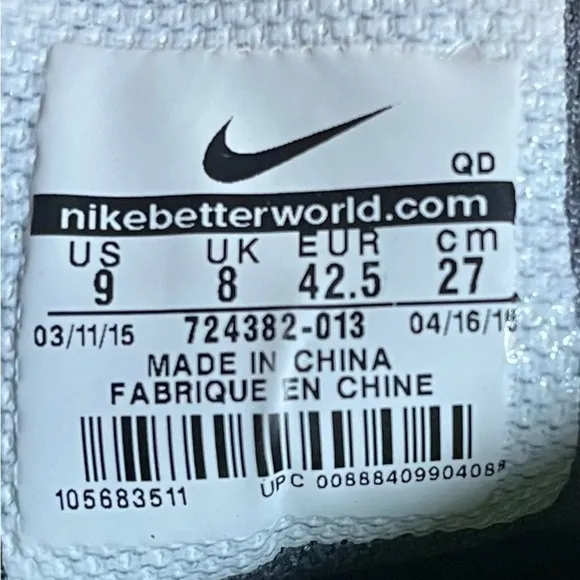 QD
nikebetterworld.com
US UK EUR cm
9 8 42.5 27
03/11/15 724382-013 04/16/15
MADE IN CHINA
FABRIQUE EN CHINE
105683511 UPC 00888409904088